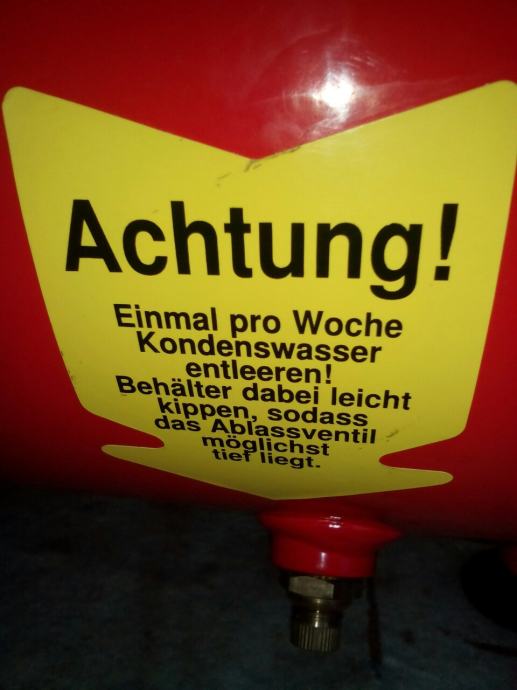 Achtung!
Einmal pro Woche
Kondenswasser
entleeren!
Behälter dabei leicht
kippen, sodass
das Ablassventil
möglichst
tief liegt.